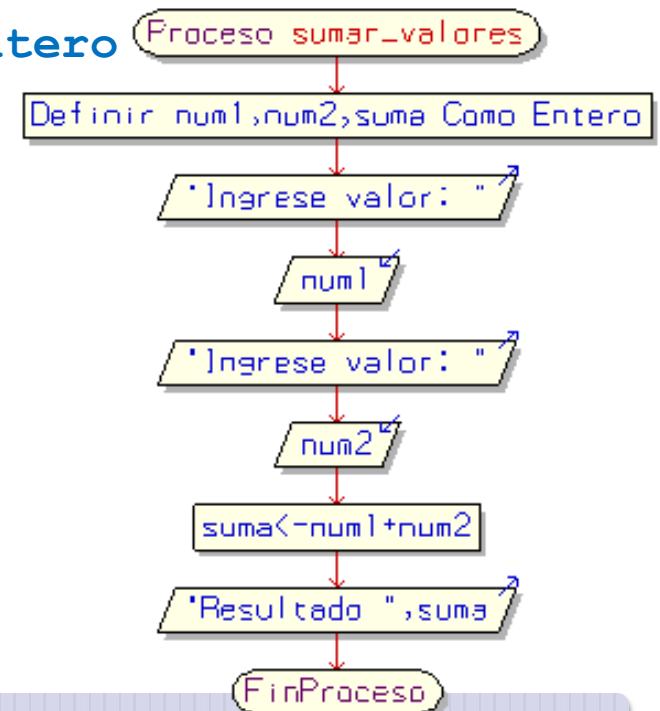 tero
Proceso sumar_valores
Definir num1,num2,suma Como Entero
"Ingrese valor: "
num1
"Ingrese valor: "
num2
suma<-num1+num2
"Resultado ",suma
FinProceso